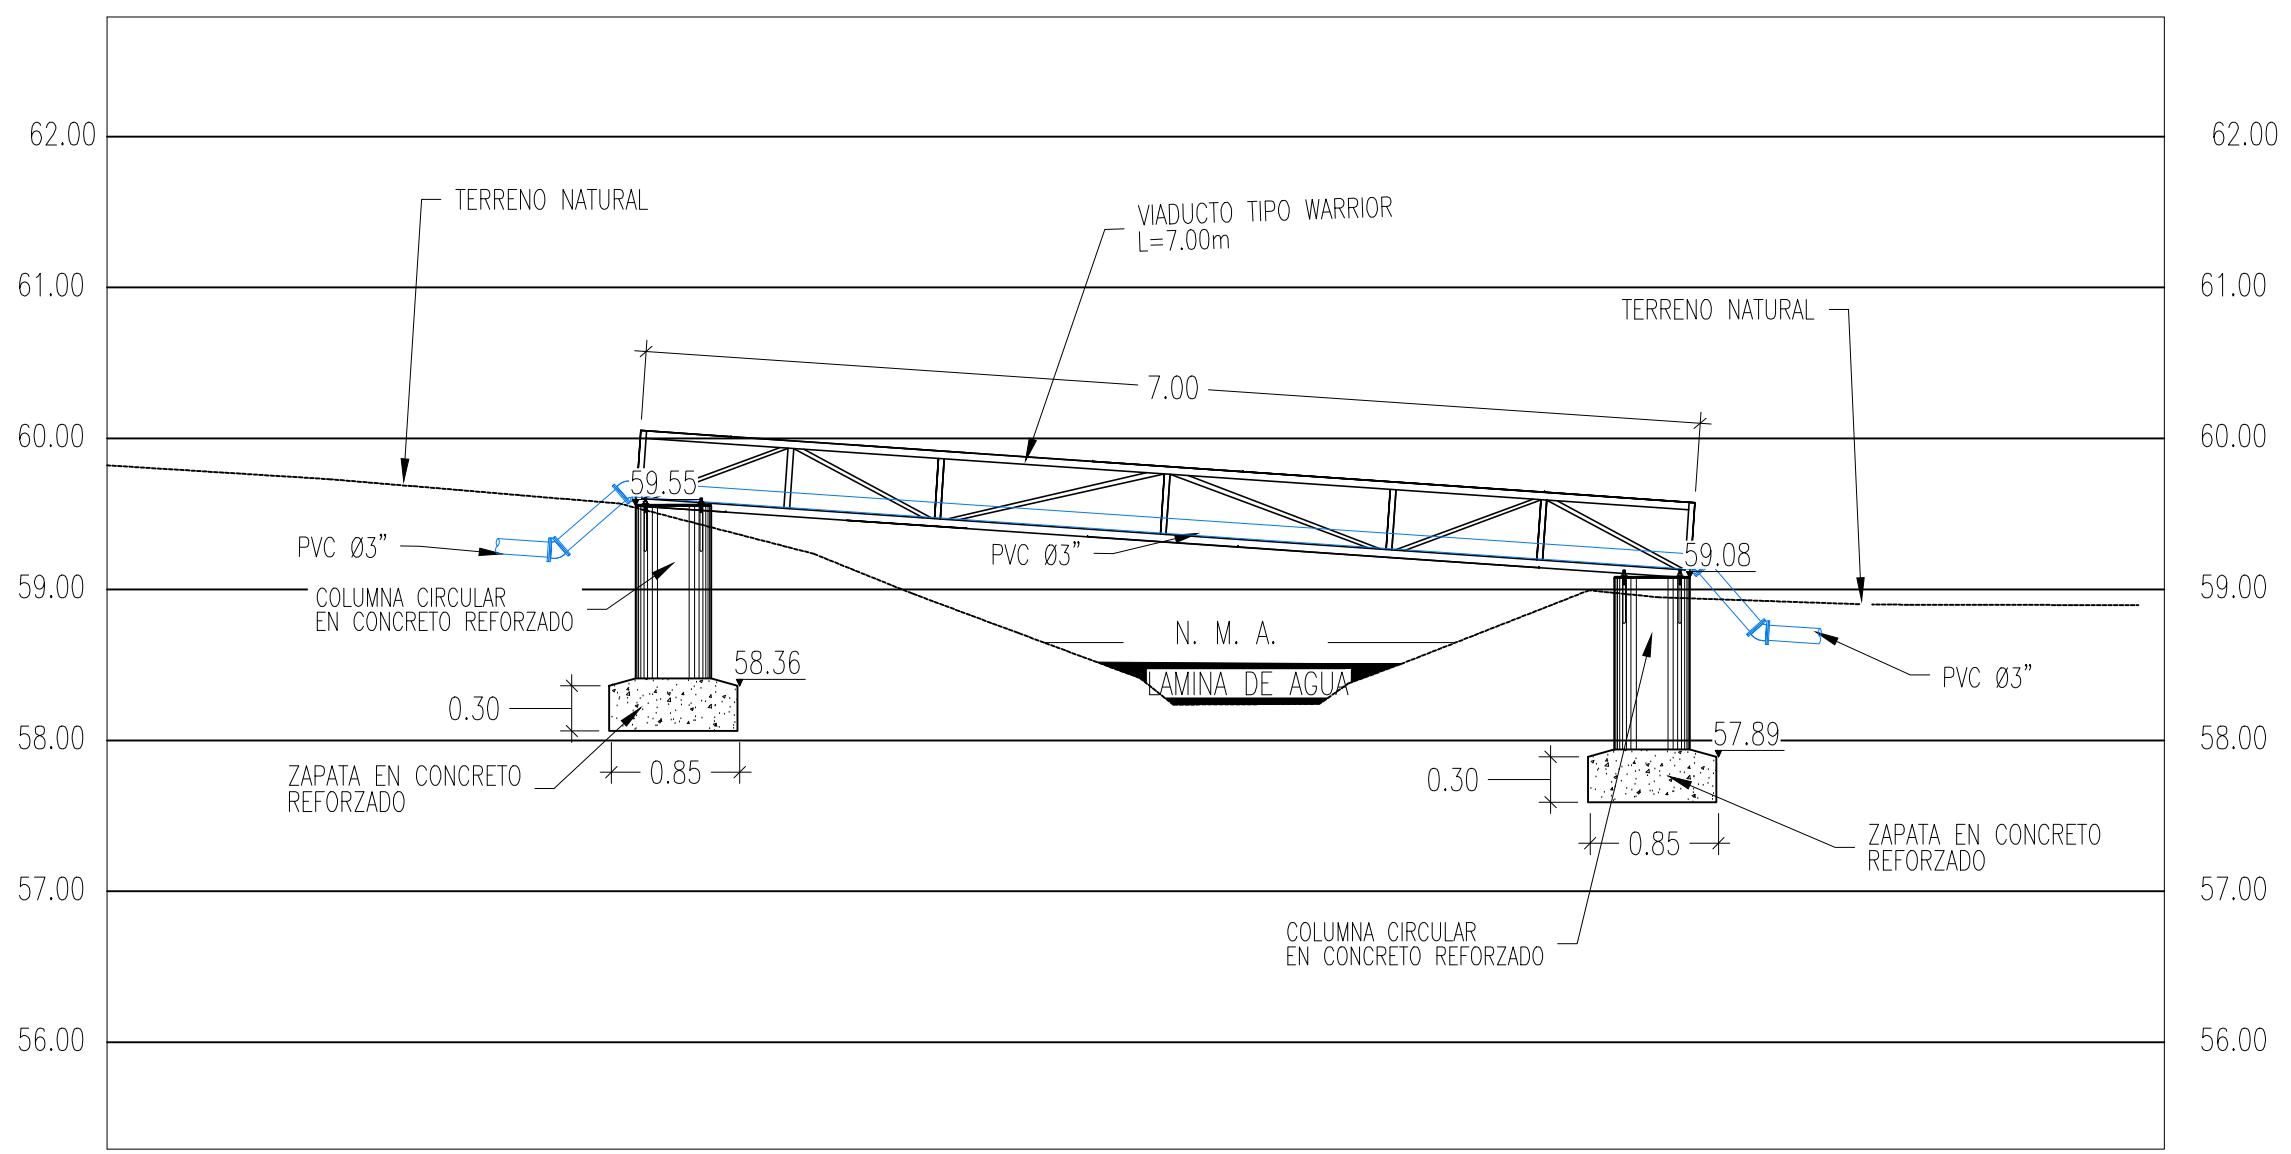 62.00
62.00
TERRENO NATURAL
VIADUCTO TIPO WARRIOR
L=7.00m
61.00
61.00
TERRENO NATURAL
7.00
60.00
60.00
59.55
PVC Ø3"
PVC Ø3"
59.08
59.00
59.00
COLUMNA CIRCULAR
EN CONCRETO REFORZADO
N. M. A.
58.36
LAMINA DE AGUA
PVC Ø3"
0.30
58.00
58.00
57.89
ZAPATA EN CONCRETO
REFORZADO
0.85
0.30
0.85
ZAPATA EN CONCRETO
REFORZADO
57.00
57.00
COLUMNA CIRCULAR
EN CONCRETO REFORZADO
56.00
56.00